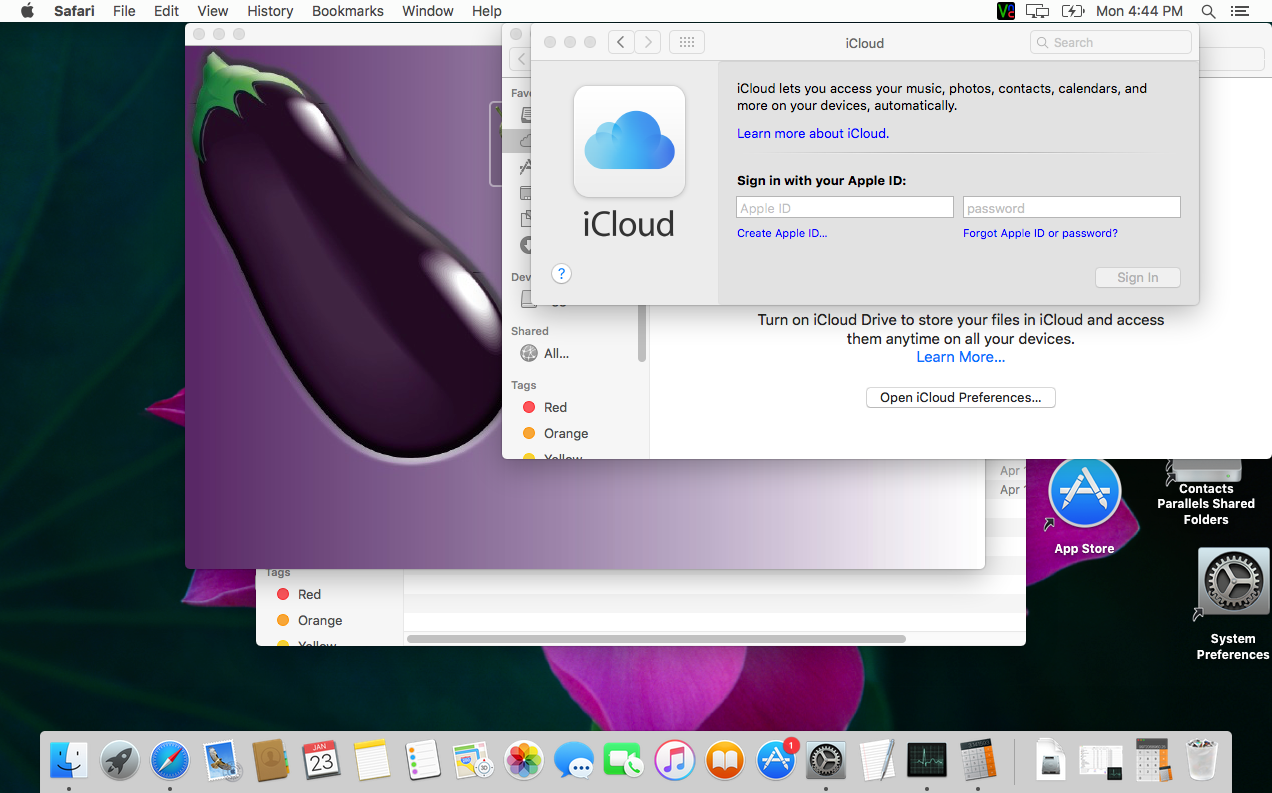 Safari File Edit View History Bookmarks Window Help
Mon 4:44 PM
iCloud
Search
iCloud lets you access your music, photos, contacts, calendars, and
more on your devices, automatically.
Learn more about iCloud.
iCloud
Sign in with your Apple ID:
Apple ID
password
Create Apple ID...
Forgot Apple ID or password?
?
Sign In
Shared
All...
Tags
Red
Orange
Yellow
Turn on iCloud Drive to store your files in iCloud and access
them anytime on all your devices.
Learn More...
Open iCloud Preferences...
Apr
Apr
Tags
Red
Orange
Yellow
App Store
Contacts
Parallels Shared
Folders
System
Preferences
JAN
23
1